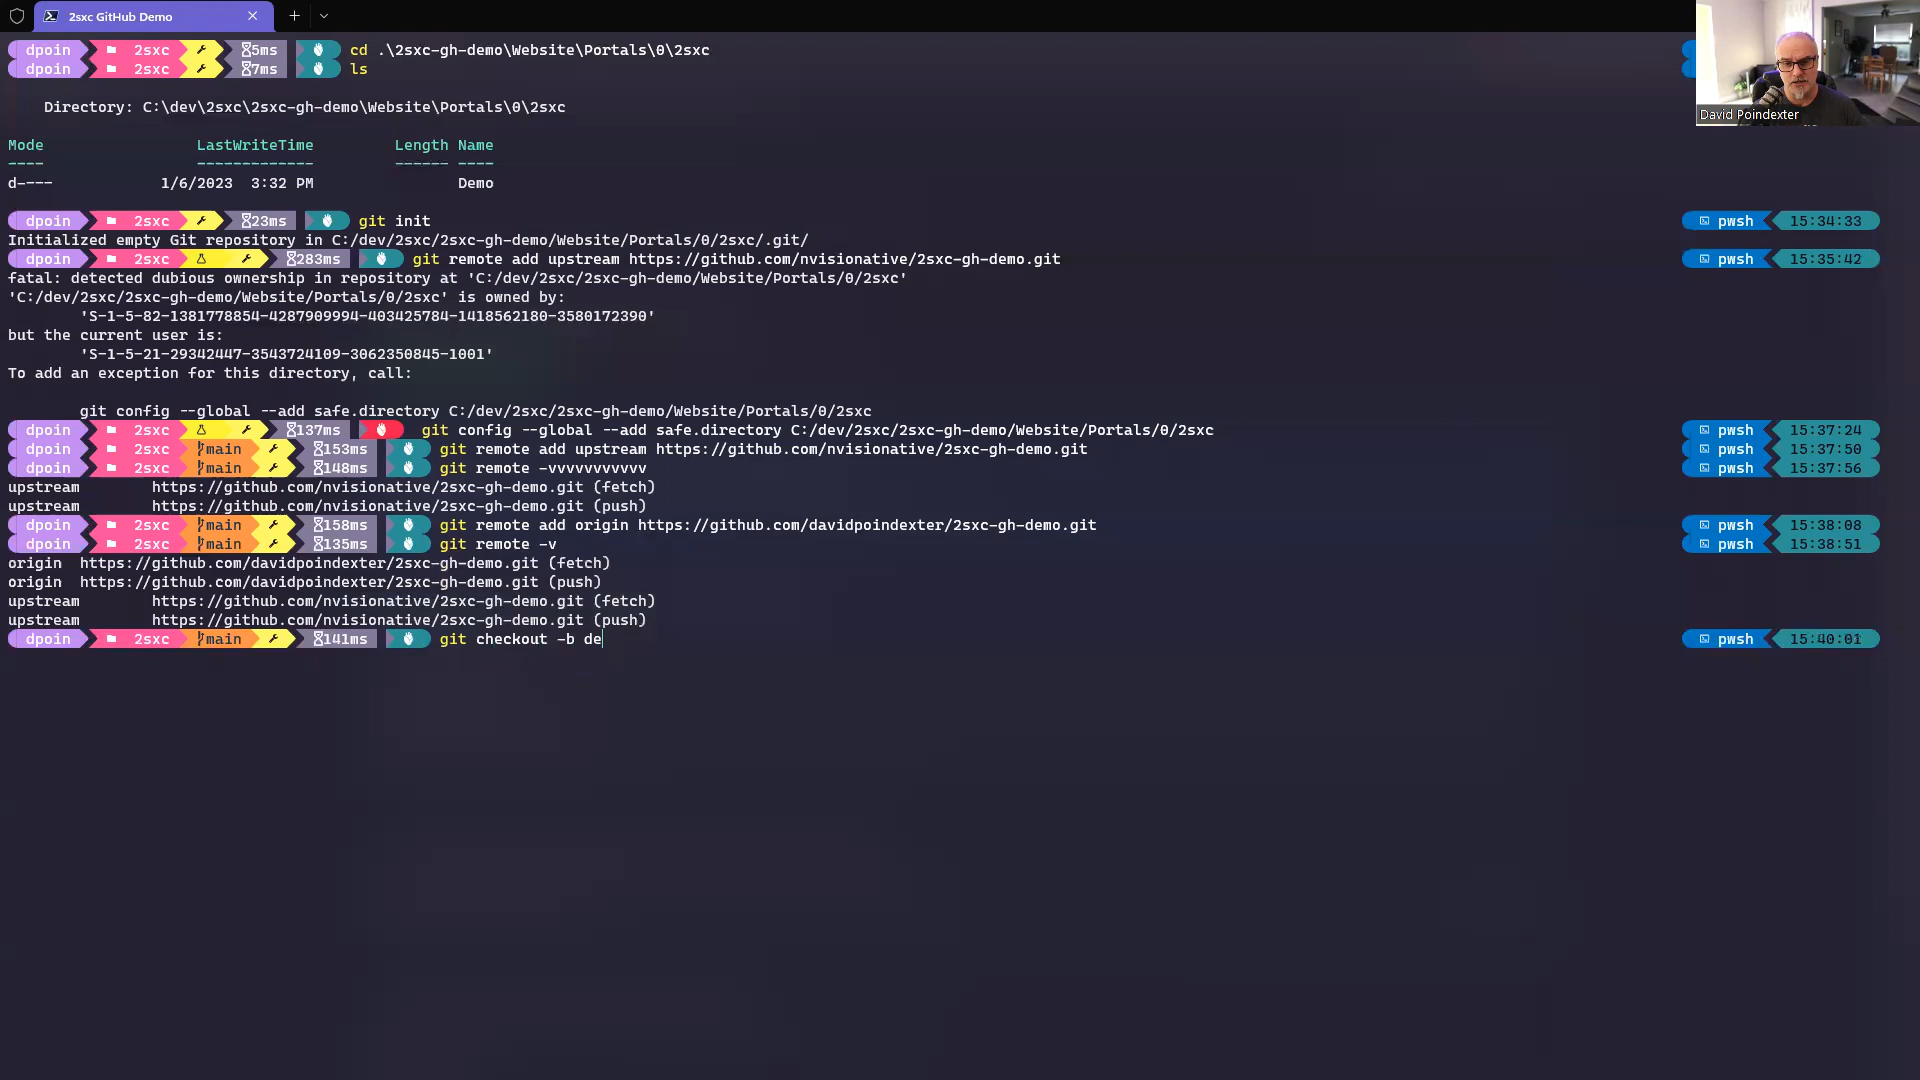 2sxc GitHub Demo
dpoin 2sxc 5ms cd .\2sxc-gh-demo\Website\Portals\0\2sxc
dpoin 2sxc 7ms ls
David Poindexter
Directory: C:\dev\2sxc\2sxc-gh-demo\Website\Portals\0\2sxc
Mode LastWriteTime Length Name
---- ------------- ------ ----
d---- 1/6/2023 3:32 PM Demo
dpoin 2sxc 23ms git init pwsh 15:34:33
Initialized empty Git repository in C:/dev/2sxc/2sxc-gh-demo/Website/Portals/0/2sxc/.git/
dpoin 2sxc 283ms git remote add upstream https://github.com/nvisionative/2sxc-gh-demo.git pwsh 15:35:42
fatal: detected dubious ownership in repository at 'C:/dev/2sxc/2sxc-gh-demo/Website/Portals/0/2sxc'
'C:/dev/2sxc/2sxc-gh-demo/Website/Portals/0/2sxc' is owned by:
'S-1-5-82-1381778854-4287909994-403425784-1418562180-3580172390'
but the current user is:
'S-1-5-21-29342447-3543724109-3062350845-1001'
To add an exception for this directory, call:
git config --global --add safe.directory C:/dev/2sxc/2sxc-gh-demo/Website/Portals/0/2sxc
dpoin 2sxc 137ms git config --global --add safe.directory C:/dev/2sxc/2sxc-gh-demo/Website/Portals/0/2sxc pwsh 15:37:24
dpoin 2sxc main 153ms git remote add upstream https://github.com/nvisionative/2sxc-gh-demo.git pwsh 15:37:50
dpoin 2sxc main 148ms git remote -vvvvvvvvvvv pwsh 15:37:56
upstream https://github.com/nvisionative/2sxc-gh-demo.git (fetch)
upstream https://github.com/nvisionative/2sxc-gh-demo.git (push)
dpoin 2sxc main 158ms git remote add origin https://github.com/davidpoindexter/2sxc-gh-demo.git pwsh 15:38:08
dpoin 2sxc main 135ms git remote -v pwsh 15:38:51
origin https://github.com/davidpoindexter/2sxc-gh-demo.git (fetch)
origin https://github.com/davidpoindexter/2sxc-gh-demo.git (push)
upstream https://github.com/nvisionative/2sxc-gh-demo.git (fetch)
upstream https://github.com/nvisionative/2sxc-gh-demo.git (push)
dpoin 2sxc main 141ms git checkout -b de pwsh 15:40:01